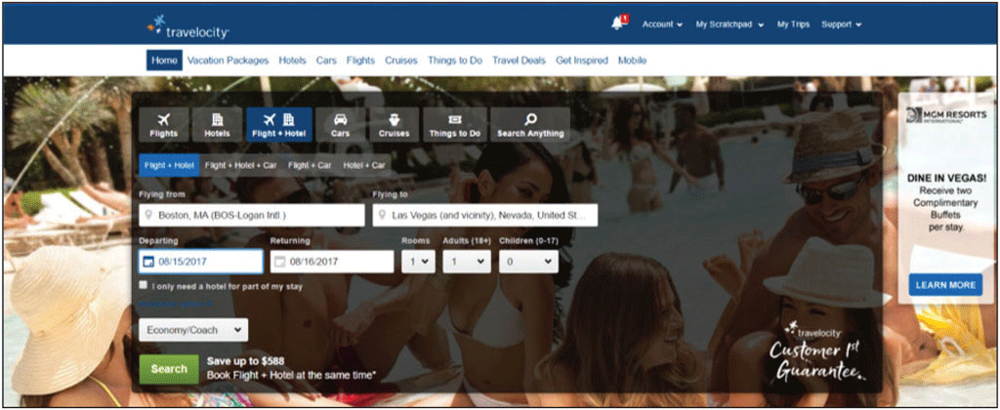 travelocity
1
Account
My Scratchpad
My Trips
Support
Home Vacation Packages Hotels Cars Flights Cruises Things to Do Travel Deals Get Inspired Mobile
Flights
Hotels
Flight + Hotel
Cars
Cruises
Things to Do
Search Anything
Flight + Hotel Flight + Hotel + Car Flight + Car Hotel + Car
Flying from
Flying to
Boston, MA (BOS-Logan Intl.)
Las Vegas (and vicinity), Nevada, United St...
Departing
Returning
Rooms
Adults (18+)
Children (0-17)
08/15/2017
08/16/2017
1
1
0
I only need a hotel for part of my stay
Economy/Coach
Search
Save up to $588
Book Flight + Hotel at the same time*
travelocity
Customer 1st
Guarantee.
MGM RESORTS
INTERNATIONAL
DINE IN VEGAS!
Receive two
Complimentary
Buffets
per stay.
LEARN MORE